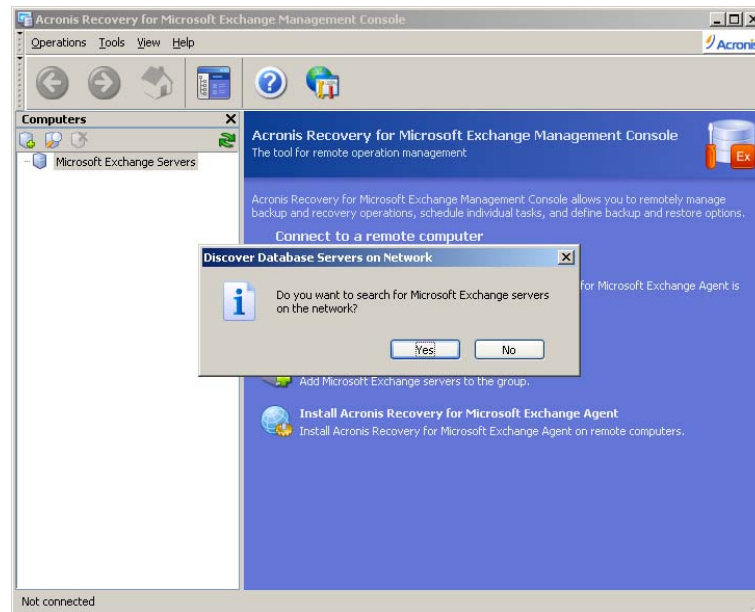 Acronis Recovery for Microsoft Exchange Management Console
Operations Tools View Help
Acronis
Computers
Microsoft Exchange Servers
Acronis Recovery for Microsoft Exchange Management Console
The tool for remote operation management
Ex
Acronis Recovery for Microsoft Exchange Management Console allows you to remotely manage
backup and recovery operations, schedule individual tasks, and define backup and restore options.
Connect to a remote computer
for Microsoft Exchange Agent is
Discover Database Servers on Network
Do you want to search for Microsoft Exchange servers
on the network?
Yes No
Add Microsoft Exchange servers to the group.
Install Acronis Recovery for Microsoft Exchange Agent
Install Acronis Recovery for Microsoft Exchange Agent on remote computers.
Not connected